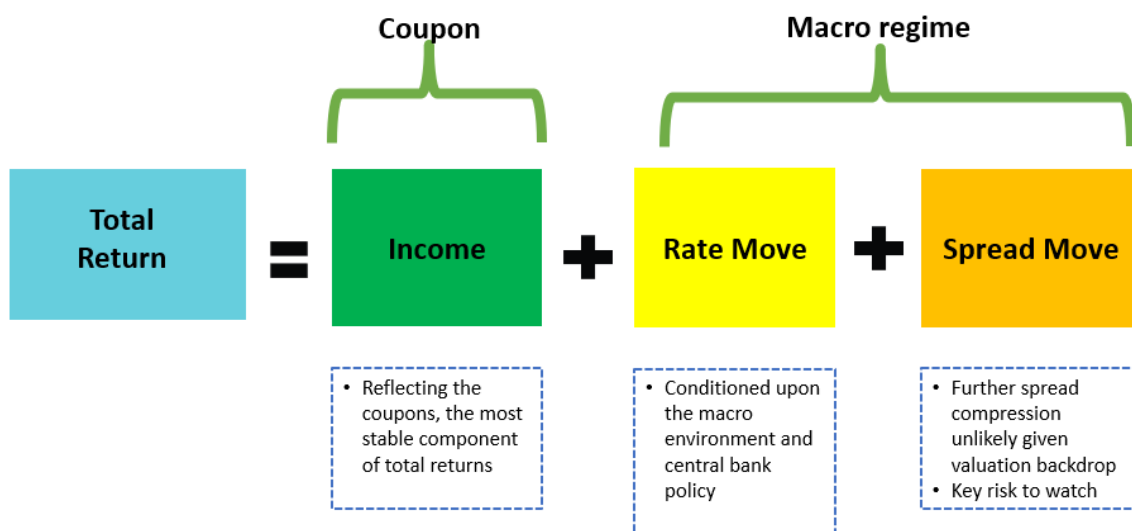 Coupon
Macro regime
Total
Return
=
Income
+
Rate Move
+
Spread Move
• Reflecting the
coupons, the most
stable component
of total returns
• Conditioned upon
the macro
environment and
central bank
policy
• Further spread
compression
unlikely given
valuation backdrop
• Key risk to watch